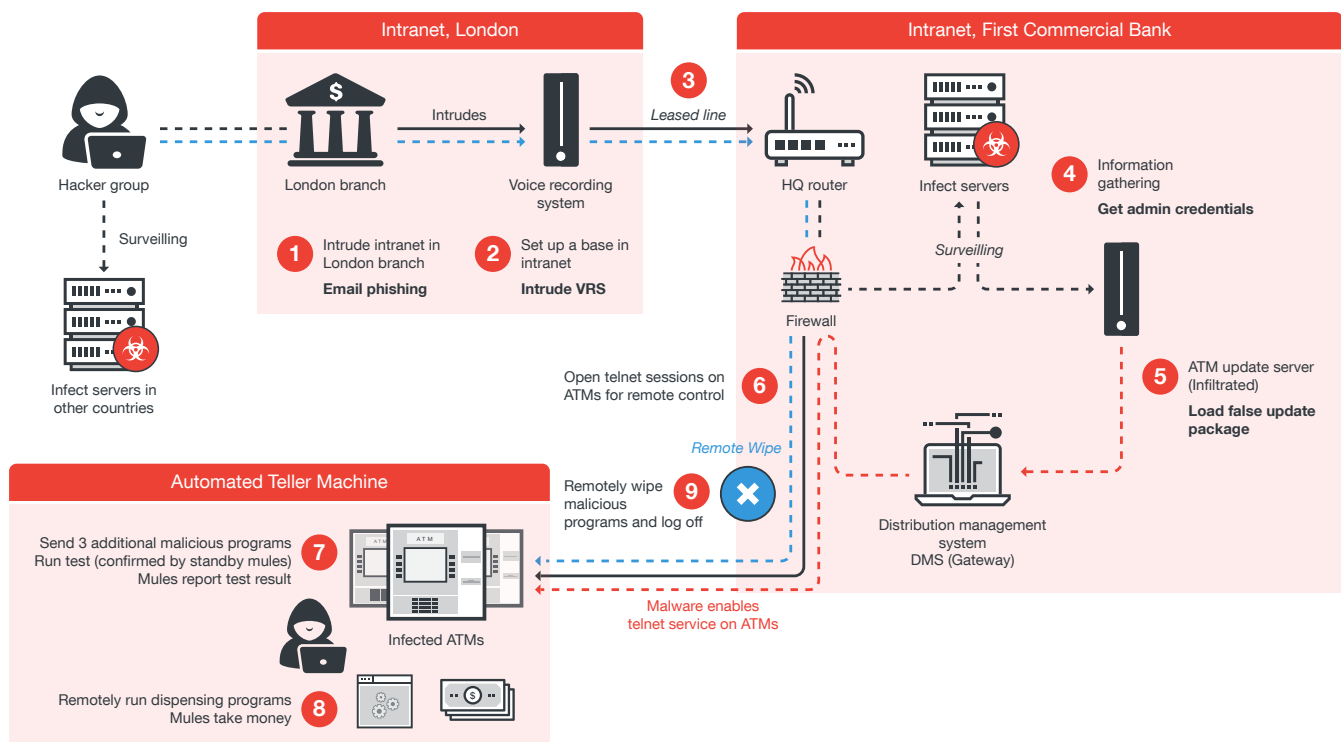 Intranet, London
Intranet, First Commercial Bank
$
Intrudes
3
Leased line
Hacker group
London branch
Voice recording
system
HQ router
Infect servers
4
Information
gathering
Get admin credentials
Surveilling
1
Intrude intranet in
London branch
Email phishing
2
Set up a base in
intranet
Intrude VRS
Surveilling
Firewall
Infect servers in
other countries
Open telnet sessions on
ATMs for remote control
6
5
ATM update server
(Infiltrated)
Load false update
package
Remote Wipe
Automated Teller Machine
Remotely wipe
malicious
programs and log off
9
Distribution management
system
DMS (Gateway)
Send 3 additional malicious programs
Run test (confirmed by standby mules)
Mules report test result
7
ATM
ATM
ATM
Infected ATMs
Malware enables
telnet service on ATMs
Remotely run dispensing programs
Mules take money
8
$